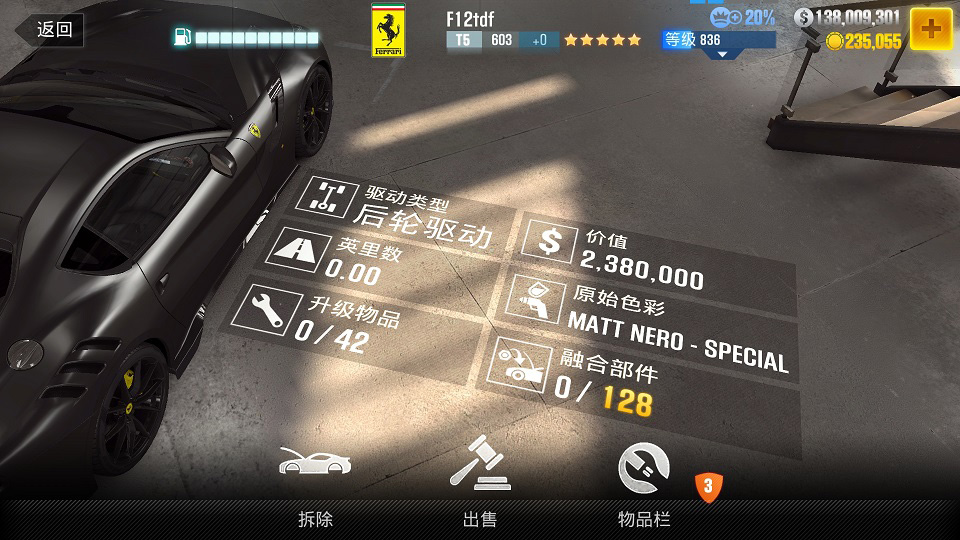 返回
Ferrari
F12tdf
T5 603 +0
等级 836
20%
138,009,301
235,055
驱动类型
后轮驱动
英里数
0.00
升级物品
0/42
价值
2,380,000
原始色彩
MATT NERO - SPECIAL
融合部件
0/128
拆除
出售
物品栏
3